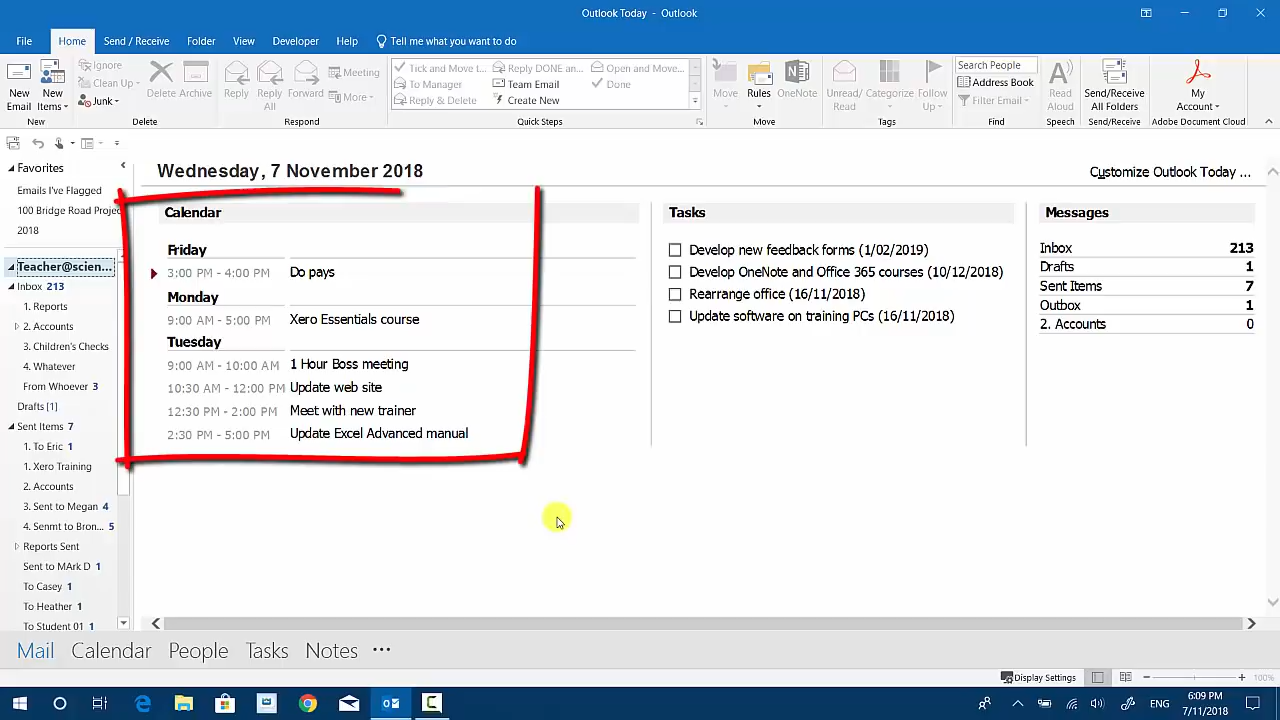 Outlook Today - Outlook
File Home Send / Receive Folder View Developer Help Tell me what you want to do
New Email
New Items
New
Ignore
Clean Up
Junk
Delete
Archive
Delete
Reply
Reply All
Forward
Meeting
More
Respond
Tick and Move t...
To Manager
Reply & Delete
Reply DONE an...
Team Email
Create New
Open and Move...
Done
Quick Steps
Move
Rules
OneNote
Move
Unread/ Read
Categorize
Follow Up
Tags
Search People
Address Book
Filter Email
Find
Read Aloud
Speech
Send/Receive All Folders
Send/Receive
My Account
Adobe Document Cloud
Favorites
Emails I've Flagged
100 Bridge Road Projec
2018
Teacher@scien...
Inbox 213
1. Reports
2. Accounts
3. Children's Checks
4. Whatever
From Whoever 3
Drafts [1]
Sent Items 7
1. To Eric 1
1. Xero Training
2. Accounts
3. Sent to Megan 4
4. Senmt to Bron... 5
Reports Sent
Sent to MArk D 1
To Casey 1
To Heather 1
To Student 01 1
Wednesday, 7 November 2018
Customize Outlook Today ...
Calendar
Friday
3:00 PM - 4:00 PM Do pays
Monday
9:00 AM - 5:00 PM Xero Essentials course
Tuesday
9:00 AM - 10:00 AM 1 Hour Boss meeting
10:30 AM - 12:00 PM Update web site
12:30 PM - 2:00 PM Meet with new trainer
2:30 PM - 5:00 PM Update Excel Advanced manual
Tasks
Develop new feedback forms (1/02/2019)
Develop OneNote and Office 365 courses (10/12/2018)
Rearrange office (16/11/2018)
Update software on training PCs (16/11/2018)
Messages
Inbox 213
Drafts 1
Sent Items 7
Outbox 1
2. Accounts 0
Mail Calendar People Tasks Notes ...
Display Settings 100%
ENG
6:09 PM
7/11/2018